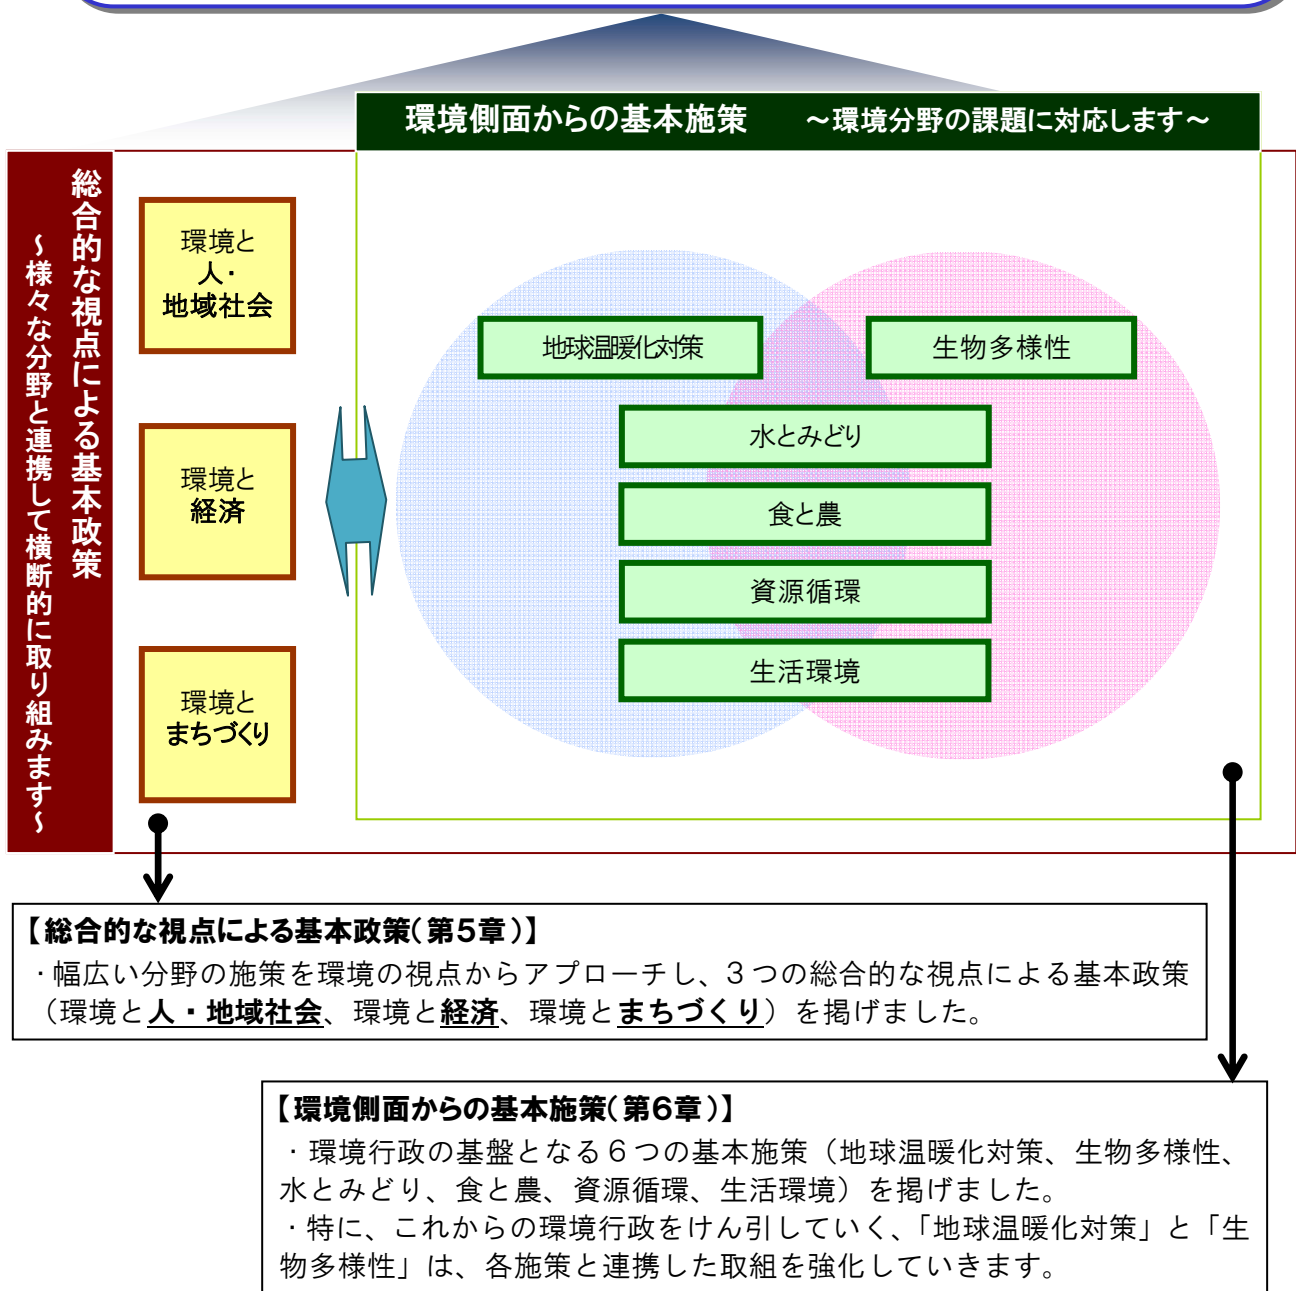 環境側面からの基本施策　～環境分野の課題に対応します～
総合的な視点による基本政策
～様々な分野と連携して横断的に取り組みます～
環境と
人・
地域社会
環境と
経済
環境と
まちづくり
地球温暖化対策
生物多様性
水とみどり
食と農
資源循環
生活環境
【総合的な視点による基本政策（第５章）】
・幅広い分野の施策を環境の視点からアプローチし、３つの総合的な視点による基本政策
（環境と人・地域社会、環境と経済、環境とまちづくり）を掲げました。
【環境側面からの基本施策（第６章）】
・環境行政の基盤となる６つの基本施策（地球温暖化対策、生物多様性、
水とみどり、食と農、資源循環、生活環境）を掲げました。
・特に、これからの環境行政をけん引していく、「地球温暖化対策」と「生
物多様性」は、各施策と連携した取組を強化していきます。